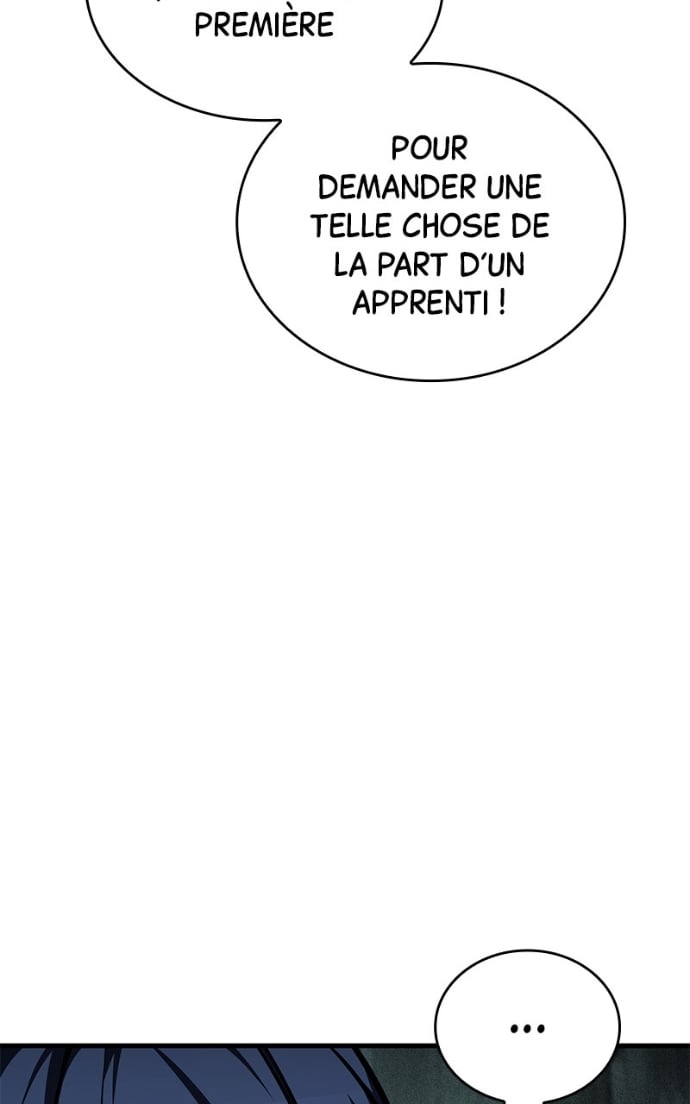 PREMIÈRE
POUR
DEMANDER UNE
TELLE CHOSE DE
LA PART D'UN
APPRENTI !
...